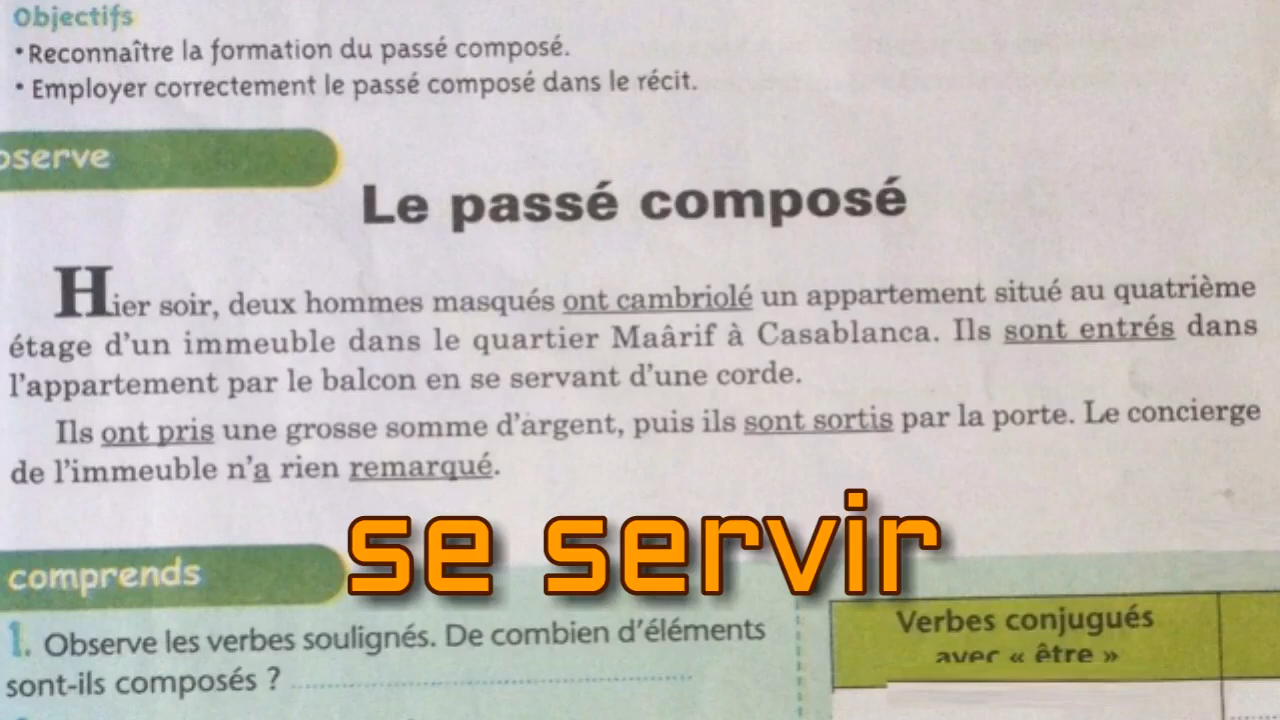 Objectifs
• Reconnaître la formation du passé composé.
• Employer correctement le passé composé dans le récit.
bserve
Le passé composé
Hier soir, deux hommes masqués ont cambriolé un appartement situé au quatrième
étage d'un immeuble dans le quartier Maârif à Casablanca. Ils sont entrés dans
l'appartement par le balcon en se servant d'une corde.
Ils ont pris une grosse somme d'argent, puis ils sont sortis par la porte. Le concierge
de l'immeuble n'a rien remarqué.
se servir
comprends
1. Observe les verbes soulignés. De combien d'éléments
sont-ils composés ?
Verbes conjugués
avec « être »